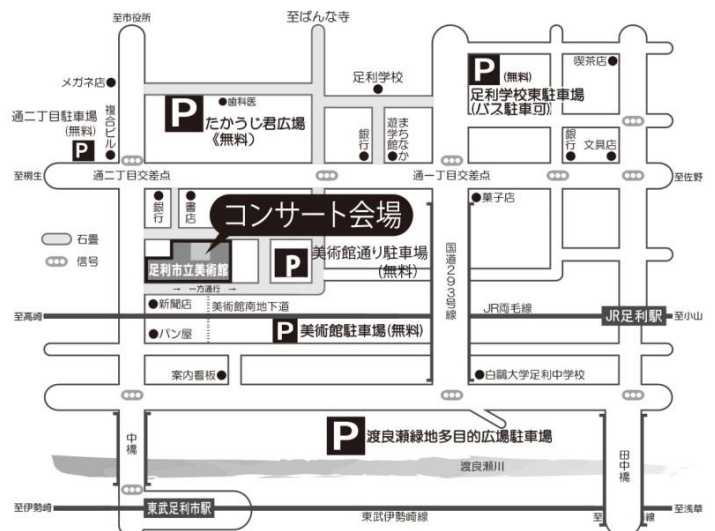 至市役所
至ばんな寺
喫茶店
メガネ店
足利学校
P
(無料)
足利学校東駐車場
(バス駐車可)
歯科医
P
たかうじ君広場
《無料》
通二丁目駐車場
(無料)
P
複合ビル
銀行
まちなか
遊学館
銀行
文具店
至桐生
通二丁目交差点
通一丁目交差点
至佐野
銀行
書店
菓子店
コンサート会場
石畳
信号
足利市立美術館
P
美術館通り駐車場
(無料)
国道293号線
→ 一方通行 →
新聞店
美術館南地下道
至高崎
JR両毛線
JR足利駅
至小山
パン屋
P
美術館駐車場(無料)
案内看板
白鷗大学足利中学校
P
渡良瀬緑地多目的広場駐車場
中橋
田中橋
渡良瀬川
至伊勢崎
東武足利市駅
東武伊勢崎線
至
線
至浅草